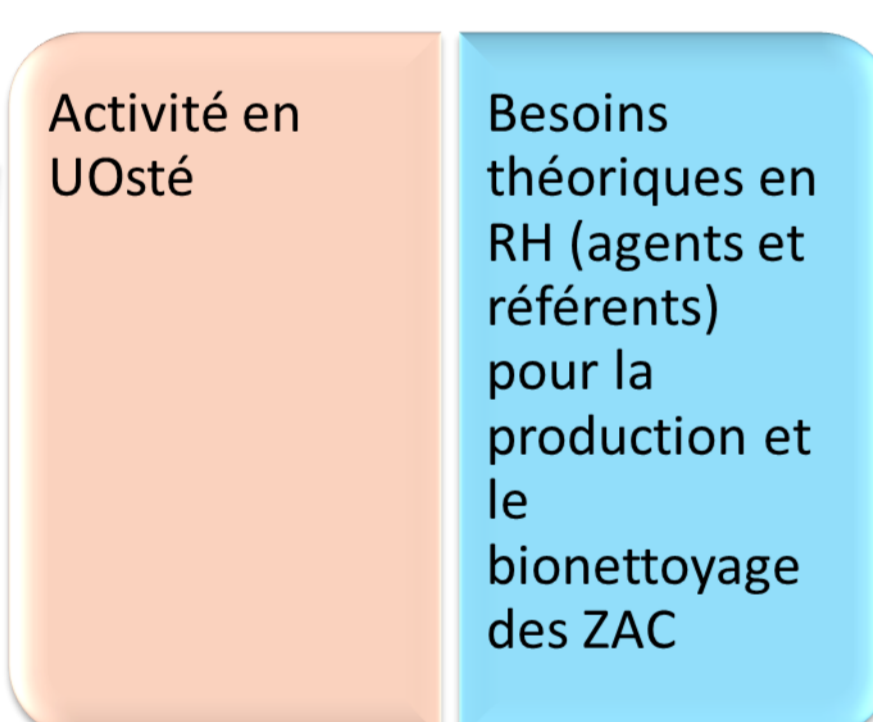 Activité en
UOsté
Besoins
théoriques en
RH (agents et
référents)
pour la
production et
le
bionettoyage
des ZAC